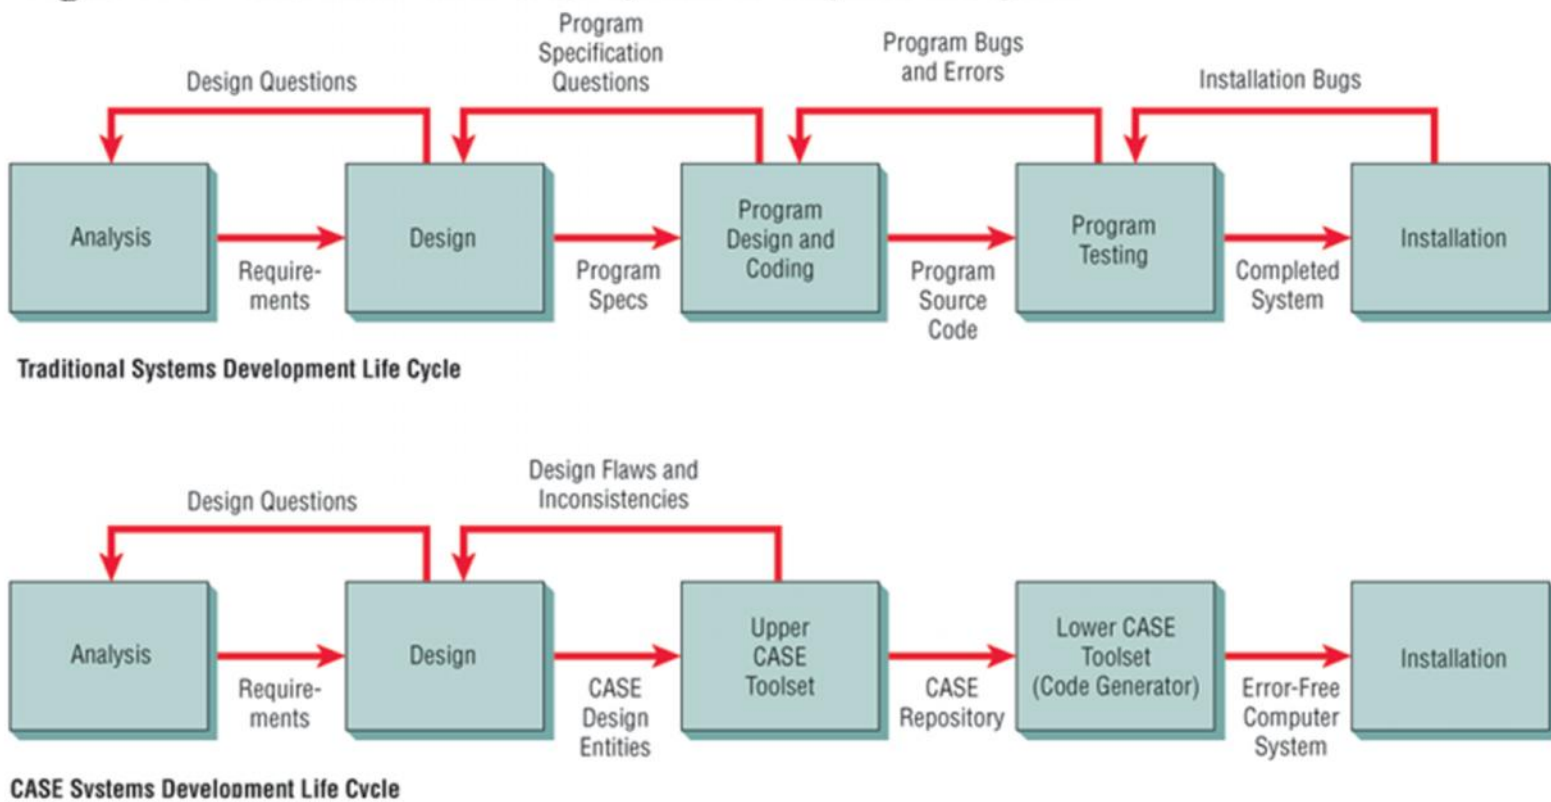 Program
Specification
Questions
Program Bugs
and Errors
Design Questions
Installation Bugs
Analysis
Require-
ments
Design
Program
Specs
Program
Design and
Coding
Program
Source
Code
Program
Testing
Completed
System
Installation
Traditional Systems Development Life Cycle
Design Questions
Design Flaws and
Inconsistencies
Analysis
Require-
ments
Design
CASE
Design
Entities
Upper
CASE
Toolset
CASE
Repository
Lower CASE
Toolset
(Code Generator)
Error-Free
Computer
System
Installation
CASE Systems Development Life Cycle